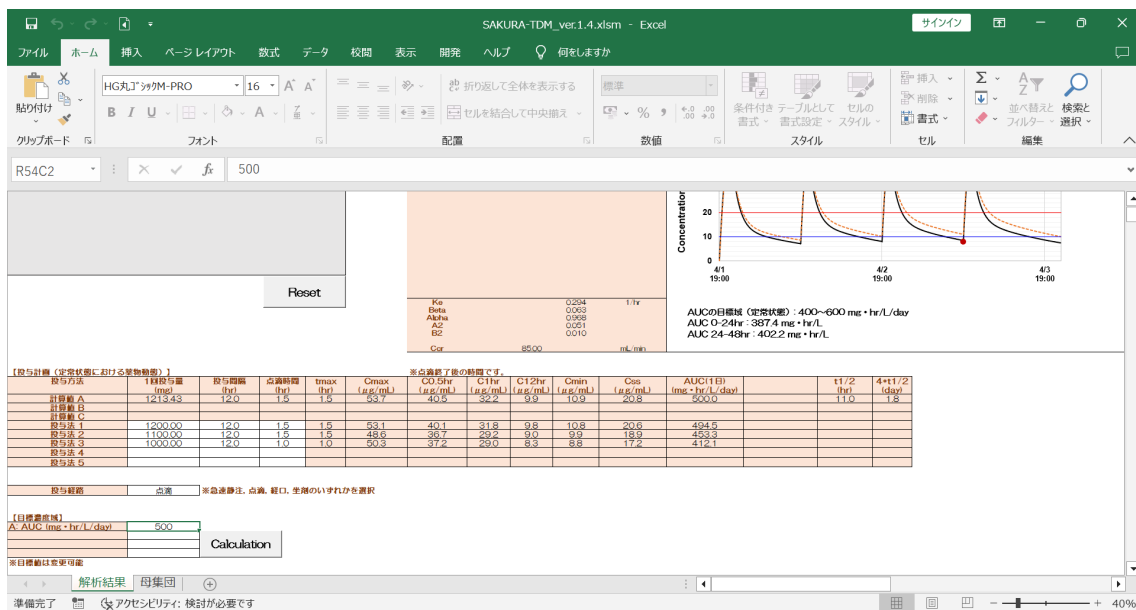 SAKURA-TDM_ver.1.4.xlsm - Excel
サインイン
ファイル ホーム 挿入 ページ レイアウト 数式 データ 校閲 表示 開発 ヘルプ 何をしますか
貼り付け
HG丸ゴシックM-PRO 16
B I U
折り返して全体を表示する
セルを結合して中央揃え
標準
条件付き書式
テーブルとして書式設定
セルのスタイル
挿入
削除
書式
並べ替えとフィルター
検索と選択
クリップボード フォント 配置 数値 スタイル セル 編集
R54C2 fx 500
Reset
Concentration
20
10
0
4/1 19:00
4/2 19:00
4/3 19:00
Ke 0.294 1/hr
Beta 0.063
Alpha 0.968
A2 0.051
B2 0.010
Ccr 85.00 mL/min
AUCの目標域(定常状態):400~600 mg・hr/L/day
AUC 0-24hr:387.4 mg・hr/L
AUC 24-48hr:402.2 mg・hr/L
【投与計画(定常状態における薬物動態)】 ※点滴終了後の時間です。
投与方法 1回投与量 (mg) 投与間隔 (hr) 点滴時間 (hr) tmax (hr) Cmax (μg/mL) C0.5hr (μg/mL) C1hr (μg/mL) C12hr (μg/mL) Cmin (μg/mL) Css (μg/mL) AUC(1日) (mg・hr/L/day) t1/2 (hr) 4*t1/2 (day)
計算値 A 1213.43 12.0 1.5 1.5 53.7 40.5 32.2 9.9 10.9 20.8 500.0 11.0 1.8
計算値 B
計算値 C
投与法 1 1200.00 12.0 1.5 1.5 53.1 40.1 31.8 9.8 10.8 20.6 494.5
投与法 2 1100.00 12.0 1.5 1.5 48.6 36.7 29.2 9.0 9.9 18.9 453.3
投与法 3 1000.00 12.0 1.0 1.0 50.3 37.2 29.0 8.3 8.8 17.2 412.1
投与法 4
投与法 5
投与経路 点滴 ※急速静注、点滴、経口、坐剤のいずれかを選択
【目標濃度域】
A: AUC (mg・hr/L/day) 500
Calculation
※目標値は変更可能
解析結果 母集団
準備完了 アクセシビリティ: 検討が必要です 40%